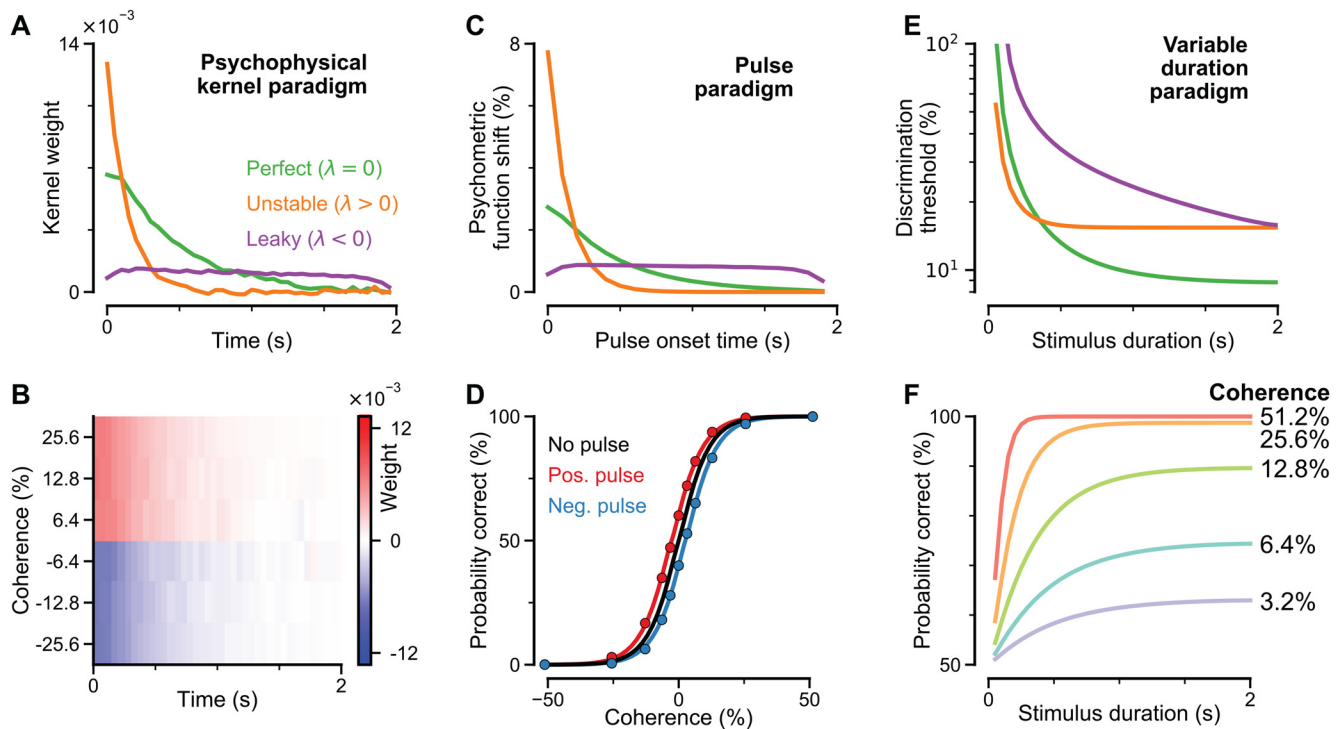 A
×10⁻³
14
Psychophysical
kernel paradigm
Kernel weight
Perfect (λ = 0)
Unstable (λ > 0)
Leaky (λ < 0)
0
0
2
Time (s)
C
8
Pulse
paradigm
Psychometric
function shift (%)
0
0
2
Pulse onset time (s)
E
10²
Variable
duration
paradigm
Discrimination
threshold (%)
10¹
0
2
Stimulus duration (s)
B
×10⁻³
25.6
12.8
6.4
-6.4
-12.8
-25.6
Coherence (%)
0
2
Time (s)
12
0
-12
Weight
D
100
No pulse
Pos. pulse
Neg. pulse
50
0
Probability correct (%)
−50
0
50
Coherence (%)
F
Coherence
100
51.2%
25.6%
12.8%
6.4%
3.2%
Probability correct (%)
50
0
2
Stimulus duration (s)